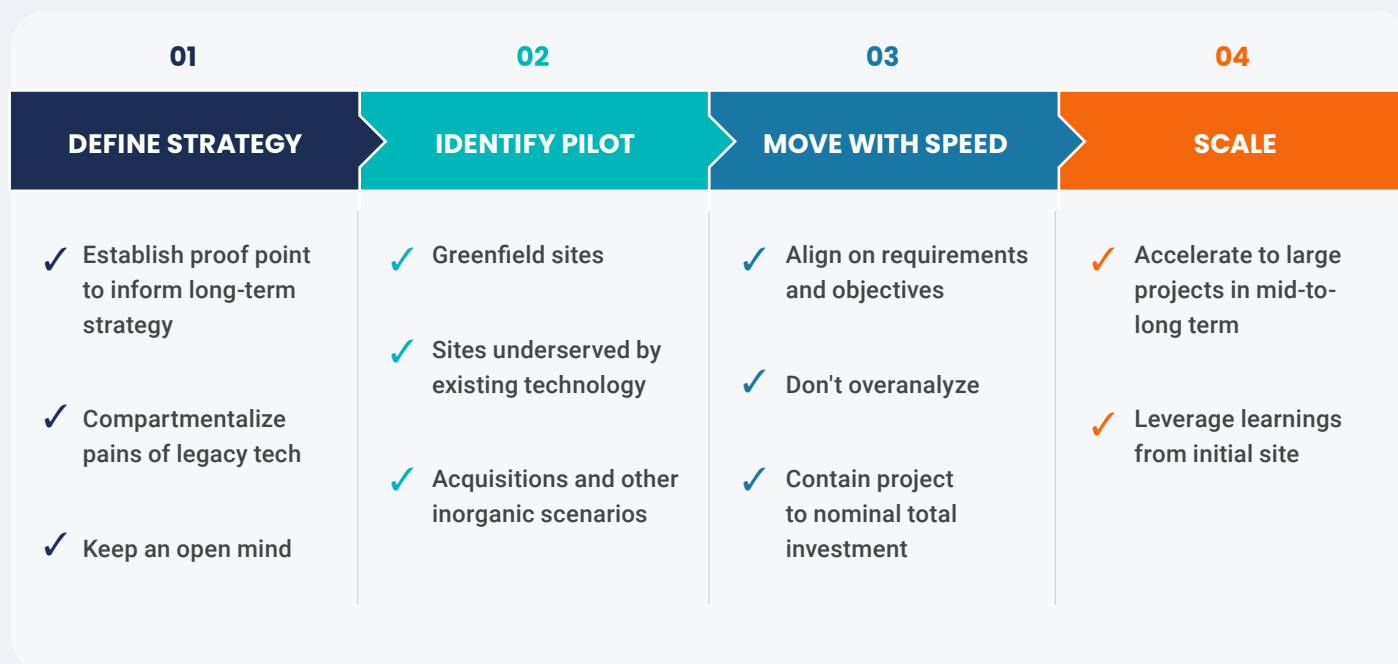 01
DEFINE STRATEGY
Establish proof point
to inform long-term
strategy
Compartmentalize
pains of legacy tech
Keep an open mind
02
IDENTIFY PILOT
Greenfield sites
Sites underserved by
existing technology
Acquisitions and other
inorganic scenarios
03
MOVE WITH SPEED
Align on requirements
and objectives
Don't overanalyze
Contain project
to nominal total
investment
04
SCALE
Accelerate to large
projects in mid-to-
long term
Leverage learnings
from initial site